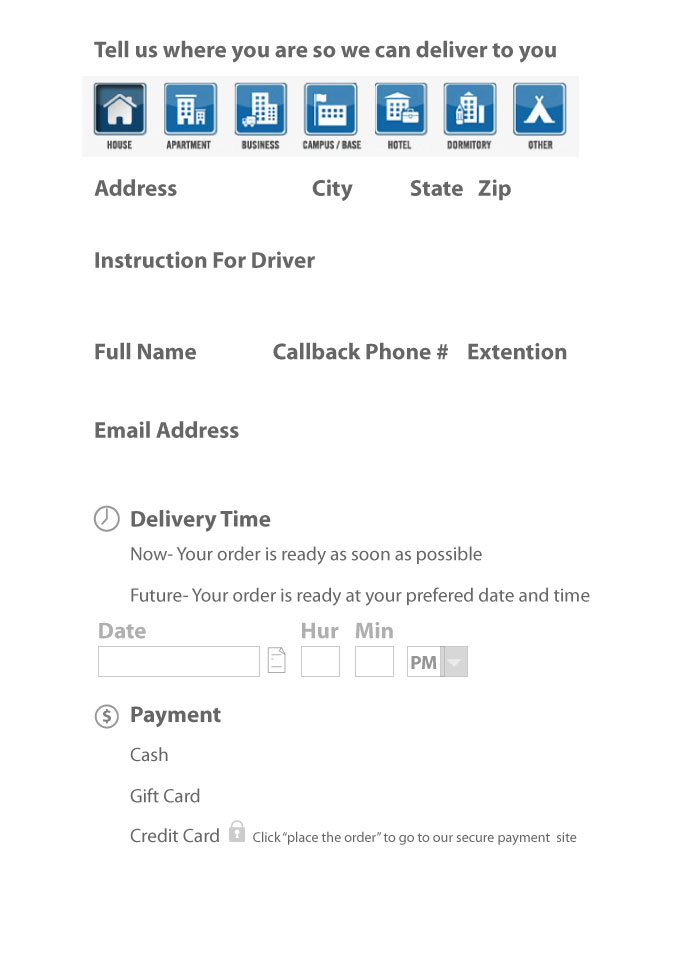 Tell us where you are so we can deliver to you
HOUSE APARTMENT BUSINESS CAMPUS / BASE HOTEL DORMITORY OTHER
Address City State Zip
Instruction For Driver
Full Name Callback Phone # Extention
Email Address
Delivery Time
Now- Your order is ready as soon as possible
Future- Your order is ready at your prefered date and time
Date Hur Min
PM
$ Payment
Cash
Gift Card
Credit Card Click “place the order” to go to our secure payment site